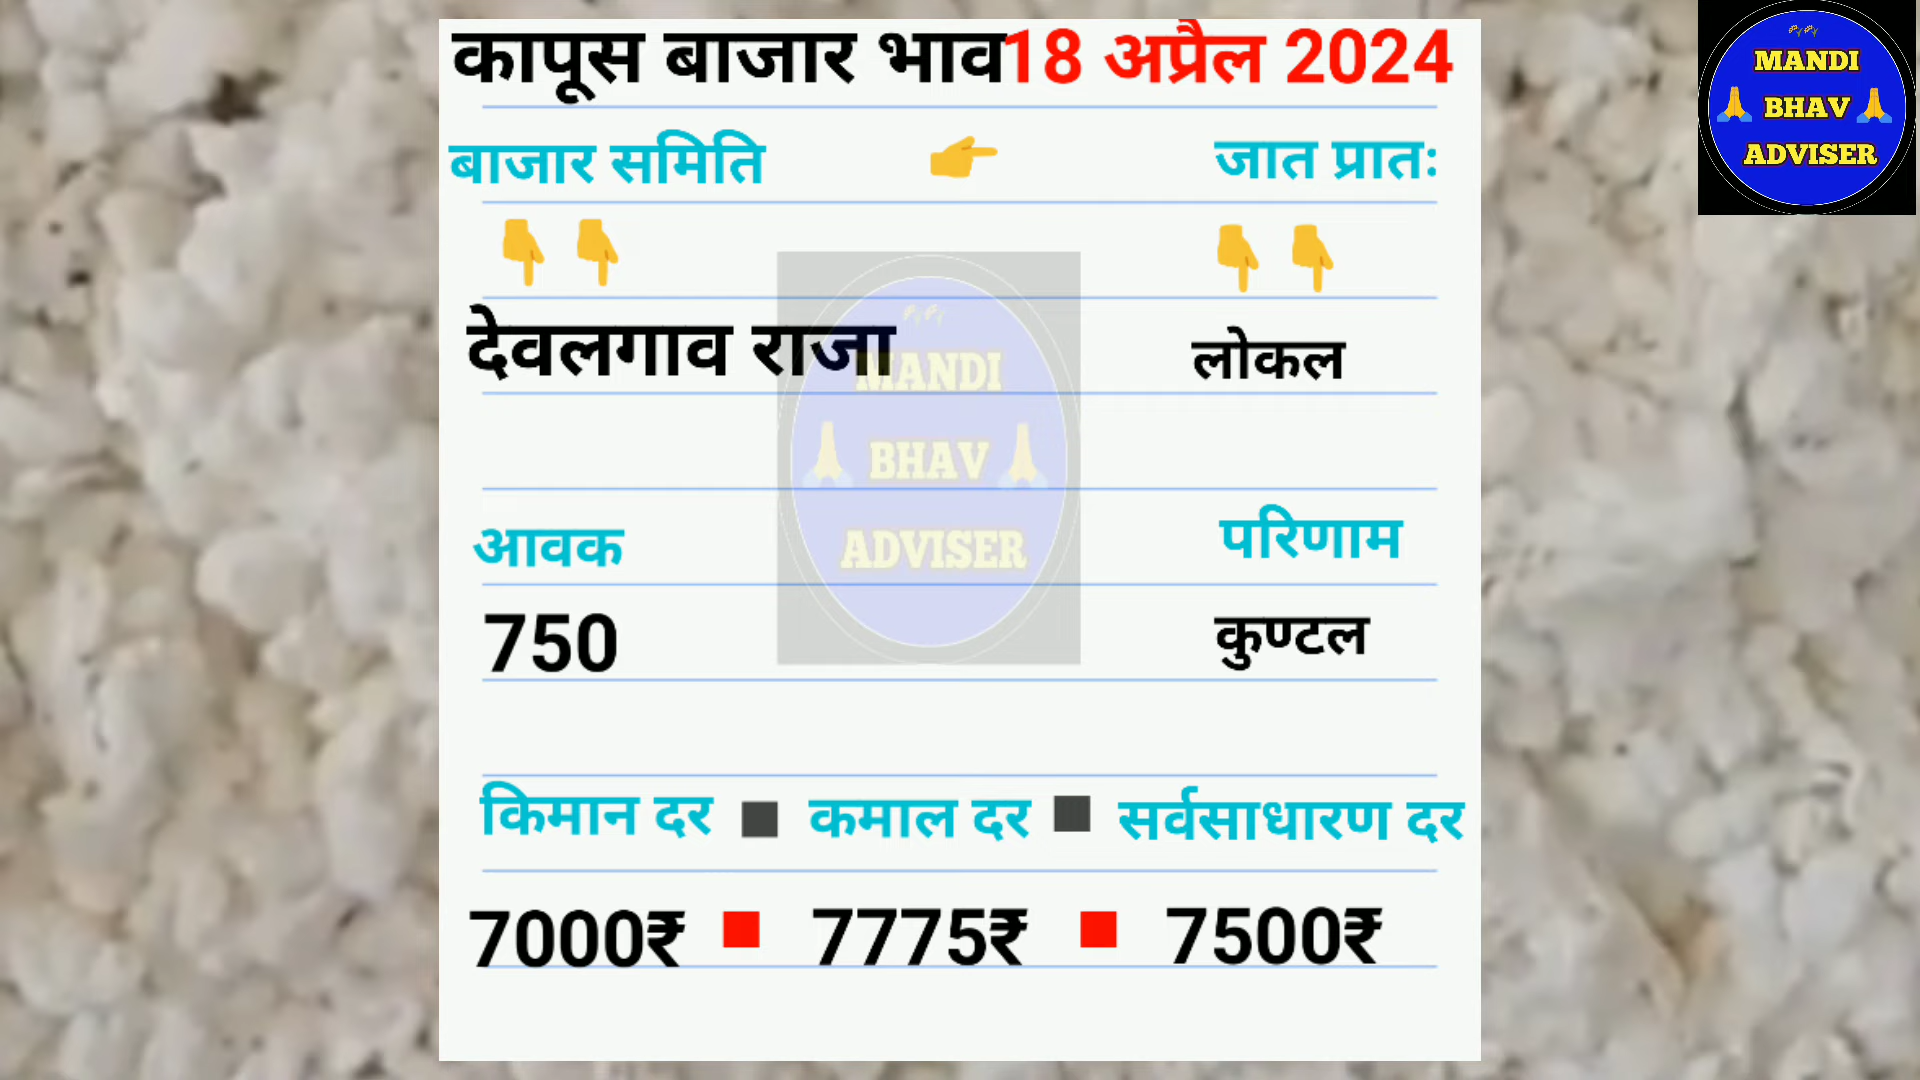 कापूस बाजार भाव18 अप्रैल 2024
MANDI
BHAV
ADVISER
बाजार समिति 👉 जात प्रातः
👇👇 👇👇
देवलगाव राजा लोकल
MANDI
BHAV
ADVISER
आवक परिणाम
750 कुण्टल
किमान दर ◼ कमाल दर ◼ सर्वसाधारण दर
7000₹ 🟥 7775₹ 🟥 7500₹